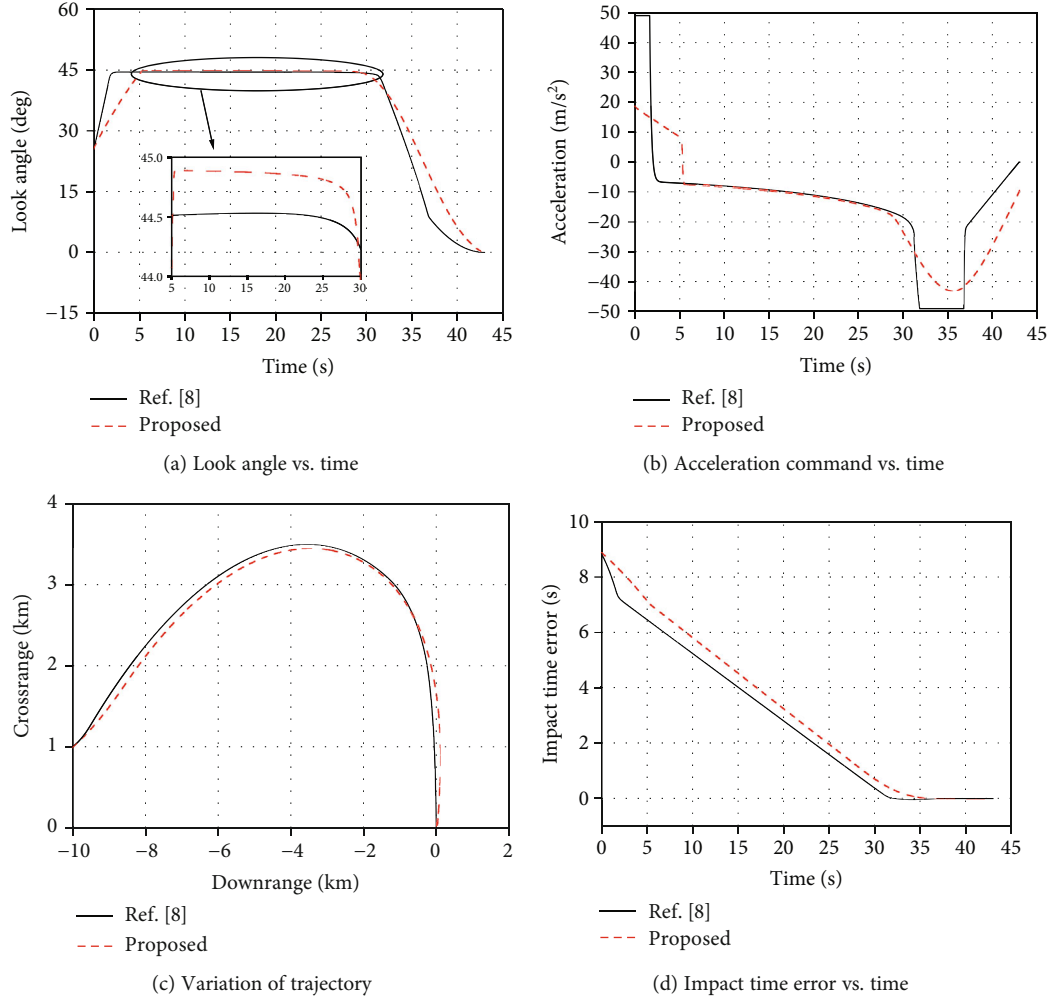 60
45
30
15
0
−15
Look angle (deg)
45.0
44.5
44.0
5 10 15 20 25 30
0 5 10 15 20 25 30 35 40 45
Time (s)
Ref. [8]
Proposed
(a) Look angle vs. time
50
40
30
20
10
0
−10
−20
−30
−40
−50
Acceleration (m/s²)
0 5 10 15 20 25 30 35 40 45
Time (s)
Ref. [8]
Proposed
(b) Acceleration command vs. time
4
3
2
1
0
Crossrange (km)
−10 −8 −6 −4 −2 0 2
Downrange (km)
Ref. [8]
Proposed
(c) Variation of trajectory
10
8
6
4
2
0
Impact time error (s)
0 5 10 15 20 25 30 35 40 45
Time (s)
Ref. [8]
Proposed
(d) Impact time error vs. time